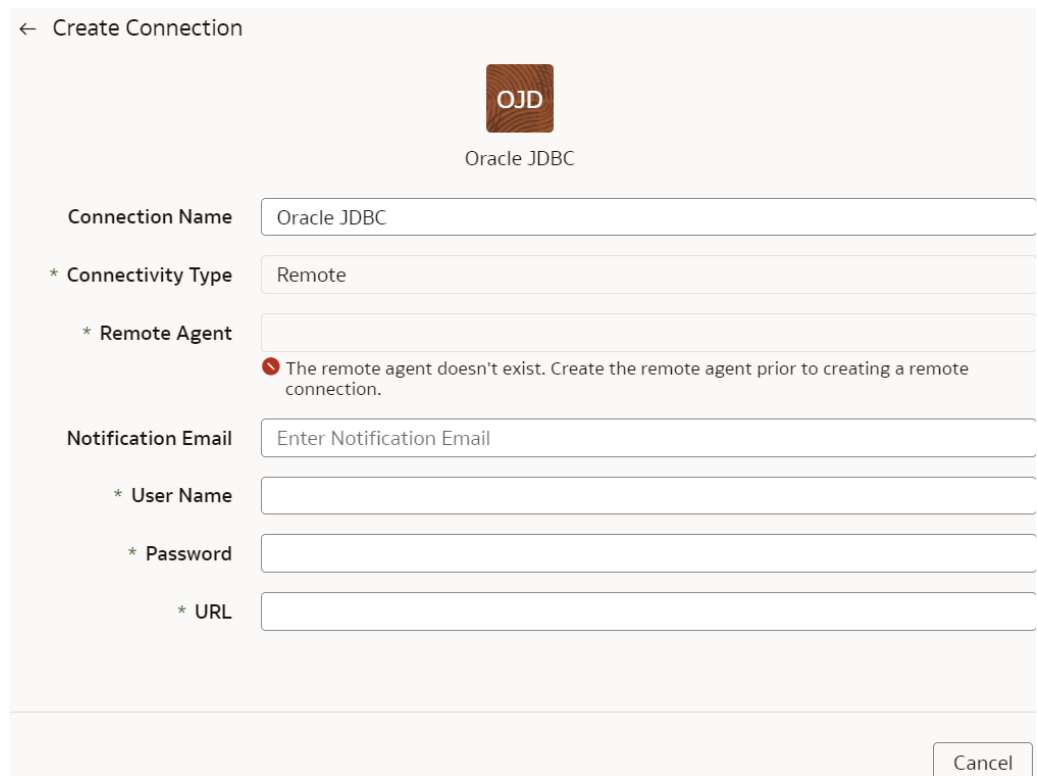 ← Create Connection
OJD
Oracle JDBC
Connection Name
Oracle JDBC
* Connectivity Type
Remote
* Remote Agent
The remote agent doesn't exist. Create the remote agent prior to creating a remote
connection.
Notification Email
Enter Notification Email
* User Name
* Password
* URL
Cancel